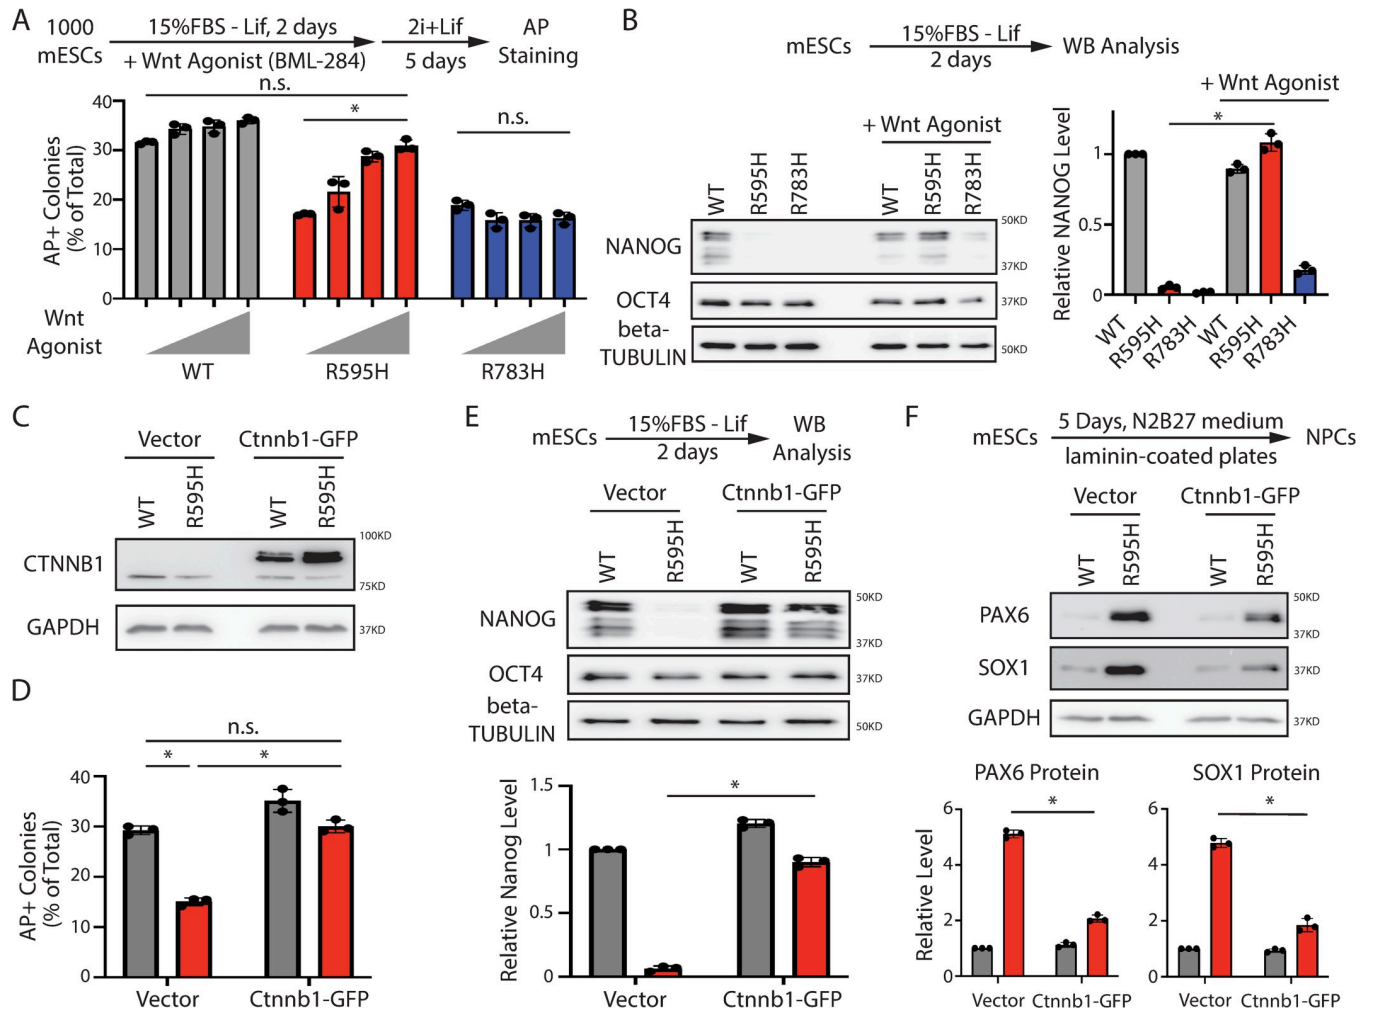 A
1000
mESCs
15%FBS - Lif, 2 days
+ Wnt Agonist (BML-284)
2i+Lif
5 days
AP
Staining
n.s.
*
n.s.
AP+ Colonies
(% of Total)
40
30
20
10
0
Wnt
Agonist
WT
R595H
R783H
B
mESCs
15%FBS - Lif
2 days
WB Analysis
+ Wnt Agonist
WT
R595H
R783H
WT
R595H
R783H
NANOG
50KD
37KD
OCT4
37KD
beta-
TUBULIN
50KD
+ Wnt Agonist
*
Relative NANOG Level
1
0.5
0
WT
R595H
R783H
WT
R595H
R783H
C
Vector
Ctnnb1-GFP
WT
R595H
WT
R595H
CTNNB1
100KD
75KD
GAPDH
37KD
D
n.s.
*
*
AP+ Colonies
(% of Total)
40
30
20
10
0
Vector
Ctnnb1-GFP
E
mESCs
15%FBS - Lif
2 days
WB
Analysis
Vector
Ctnnb1-GFP
WT
R595H
WT
R595H
NANOG
50KD
37KD
OCT4
37KD
beta-
TUBULIN
50KD
*
Relative Nanog Level
1.5
1
0.5
0
Vector
Ctnnb1-GFP
F
mESCs
5 Days, N2B27 medium
laminin-coated plates
NPCs
Vector
Ctnnb1-GFP
WT
R595H
WT
R595H
PAX6
50KD
37KD
SOX1
37KD
GAPDH
37KD
PAX6 Protein
*
Relative Level
6
4
2
0
Vector
Ctnnb1-GFP
SOX1 Protein
*
6
4
2
0
Vector
Ctnnb1-GFP